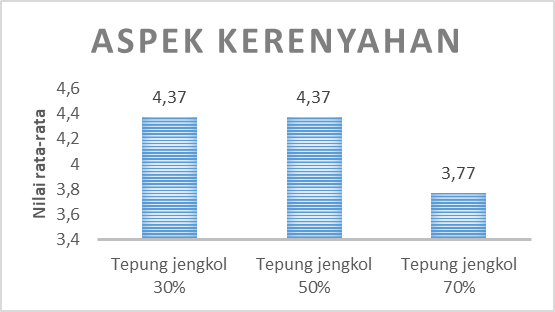 ASPEK KERENYAHAN
Nilai rata-rata
4,6
4,4
4,2
4
3,8
3,6
3,4
4,37
4,37
3,77
Tepung jengkol
30%
Tepung jengkol
50%
Tepung jengkol
70%